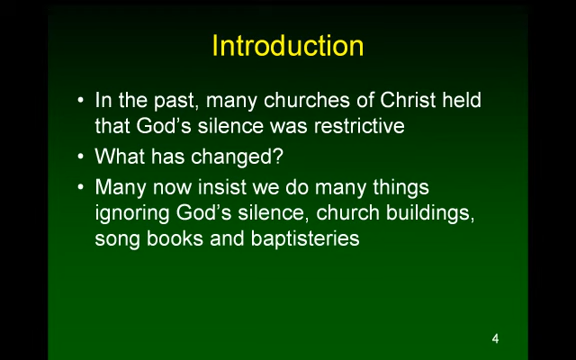 Introduction
• In the past, many churches of Christ held
that God's silence was restrictive
• What has changed?
• Many now insist we do many things
ignoring God's silence, church buildings,
song books and baptisteries
4